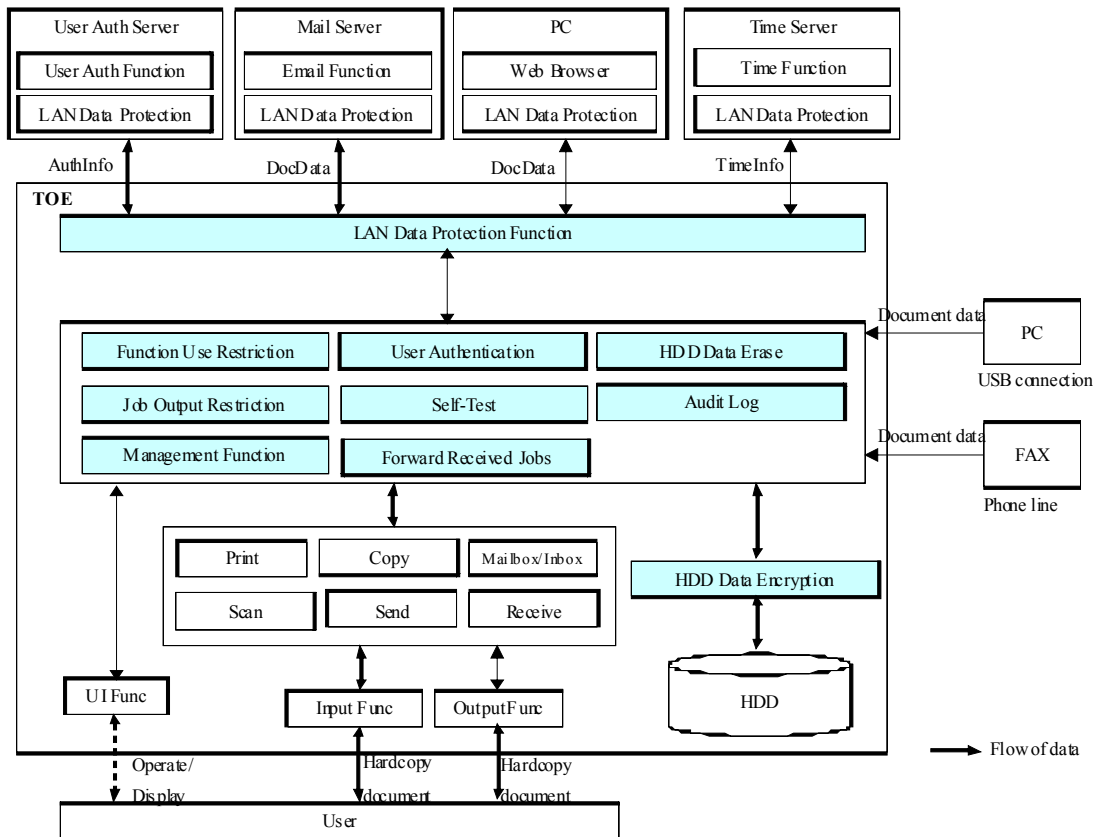 User Auth Server
Mail Server
PC
Time Server
User Auth Function
Email Function
Web Browser
Time Function
LAN Data Protection
LAN Data Protection
LAN Data Protection
LAN Data Protection
AuthInfo
DocData
DocData
TimeInfo
TOE
LAN Data Protection Function
Document data
PC
USB connection
Function Use Restriction
User Authentication
HDD Data Erase
Job Output Restriction
Self-Test
Audit Log
Management Function
Forward Received Jobs
Document data
FAX
Phone line
Print
Copy
Mailbox/Inbox
Scan
Send
Receive
HDD Data Encryption
HDD
UI Func
Input Func
Output Func
Flow of data
Operate/
Display
Hardcopy
document
Hardcopy
document
User